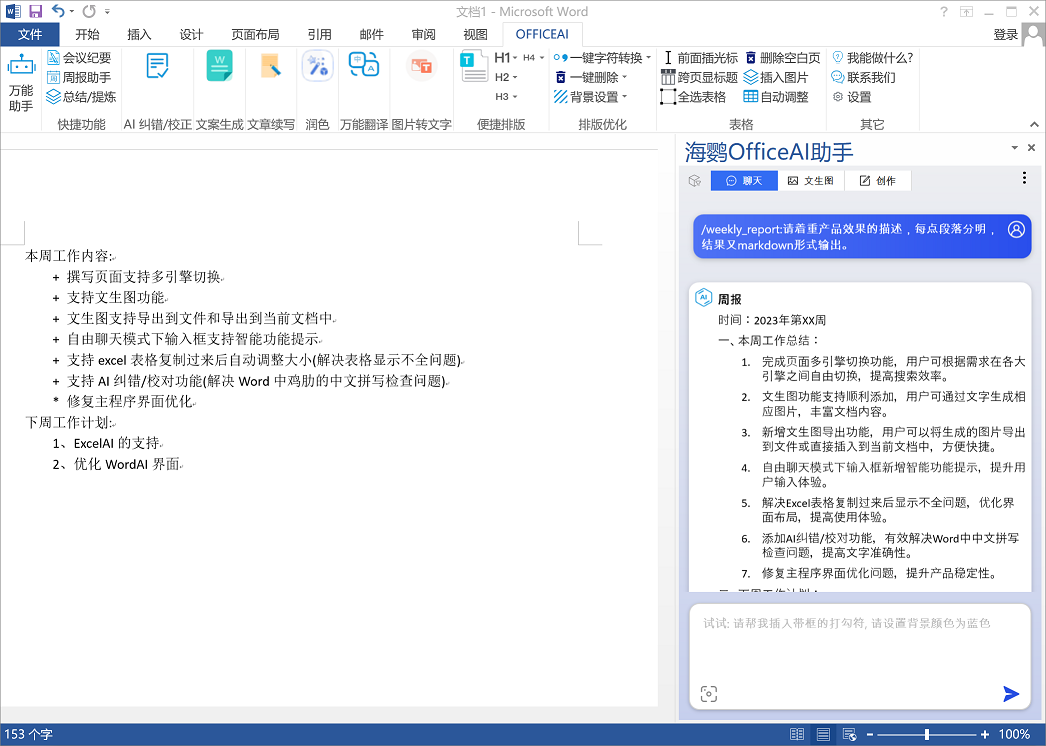 文档1 - Microsoft Word
文件 开始 插入 设计 页面布局 引用 邮件 审阅 视图 OFFICEAI 登录
万能
助手
会议纪要
周报助手
总结/提炼
快捷功能
AI 纠错/校正
文案生成
文章续写
润色
万能翻译
图片转文字
H1 H4
H2
H3
便捷排版
一键字符转换
一键删除
背景设置
排版优化
前面插光标 删除空白页
跨页显标题 插入图片
全选表格 自动调整
表格
我能做什么?
联系我们
设置
其它
本周工作内容:
+ 撰写页面支持多引擎切换
+ 支持文生图功能
+ 文生图支持导出到文件和导出到当前文档中
+ 自由聊天模式下输入框支持智能功能提示
+ 支持 excel 表格复制过来后自动调整大小(解决表格显示不全问题)
+ 支持 AI 纠错/校对功能(解决 Word 中鸡肋的中文拼写检查问题)
* 修复主程序界面优化
下周工作计划:
1、ExcelAI 的支持
2、优化 WordAI 界面
海鹦OfficeAI助手
聊天 文生图 创作
/weekly_report:请着重产品效果的描述，每点段落分明，
结果又markdown形式输出。
周报
时间：2023年第XX周
一、本周工作总结：
1. 完成页面多引擎切换功能，用户可根据需求在各大
引擎之间自由切换，提高搜索效率。
2. 文生图功能支持顺利添加，用户可通过文字生成相
应图片，丰富文档内容。
3. 新增文生图导出功能，用户可以将生成的图片导出
到文件或直接插入到当前文档中，方便快捷。
4. 自由聊天模式下输入框新增智能功能提示，提升用
户输入体验。
5. 解决Excel表格复制过来后显示不全问题，优化界
面布局，提高使用体验。
6. 添加AI纠错/校对功能，有效解决Word中中文拼写
检查问题，提高文字准确性。
7. 修复主程序界面优化问题，提升产品稳定性。
二、下周工作计划：
试试: 请帮我插入带框的打勾符, 请设置背景颜色为蓝色
153 个字
100%